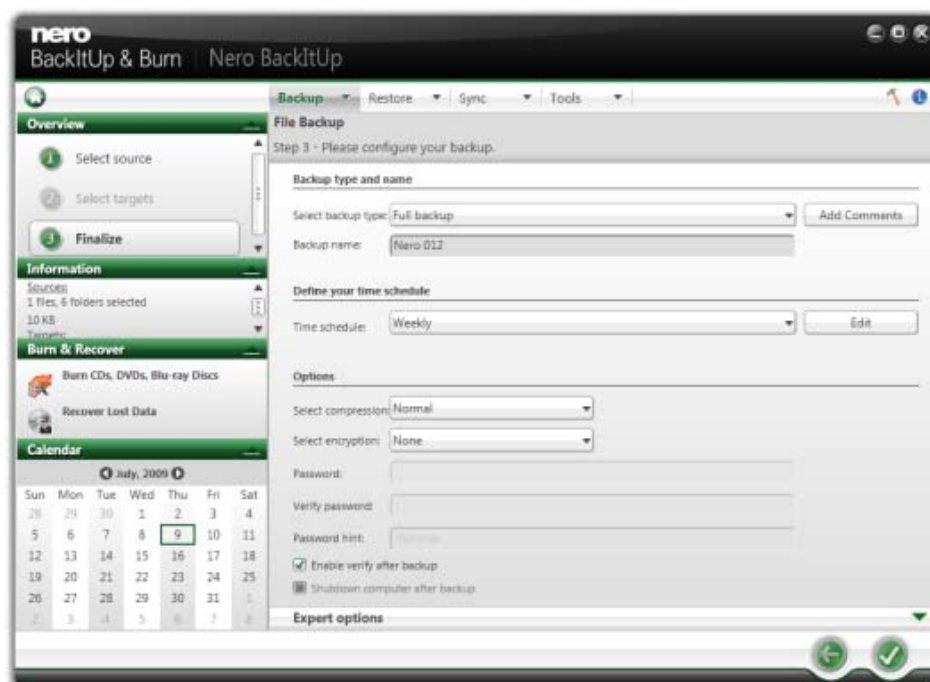 nero
BackItUp & Burn | Nero BackItUp
Backup Restore Sync Tools
Overview
1 Select source
2 Select targets
3 Finalize
Information
Sources:
1 files, 6 folders selected
10 KB
Targets:
Burn & Recover
Burn CDs, DVDs, Blu-ray Discs
Recover Lost Data
Calendar
July, 2009
Sun Mon Tue Wed Thu Fri Sat
28 29 30 1 2 3 4
5 6 7 8 9 10 11
12 13 14 15 16 17 18
19 20 21 22 23 24 25
26 27 28 29 30 31 1
2 3 4 5 6 7 8
File Backup
Step 3 - Please configure your backup.
Backup type and name
Select backup type: Full backup Add Comments
Backup name: Nero 012
Define your time schedule
Time schedule: Weekly Edit
Options
Select compression: Normal
Select encryption: None
Password:
Verify password:
Password hint: Optional
Enable verify after backup
Shutdown computer after backup
Expert options